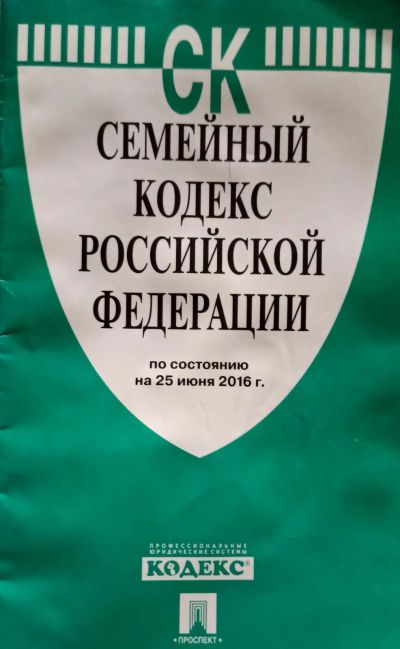 СК
СЕМЕЙНЫЙ
КОДЕКС
РОССИЙСКОЙ
ФЕДЕРАЦИИ
по состоянию
на 25 июня 2016 г.
ПРОФЕССИОНАЛЬНЫЕ
ЮРИДИЧЕСКИЕ СИСТЕМЫ
КОДЕКС®
•ПРОСПЕКТ•